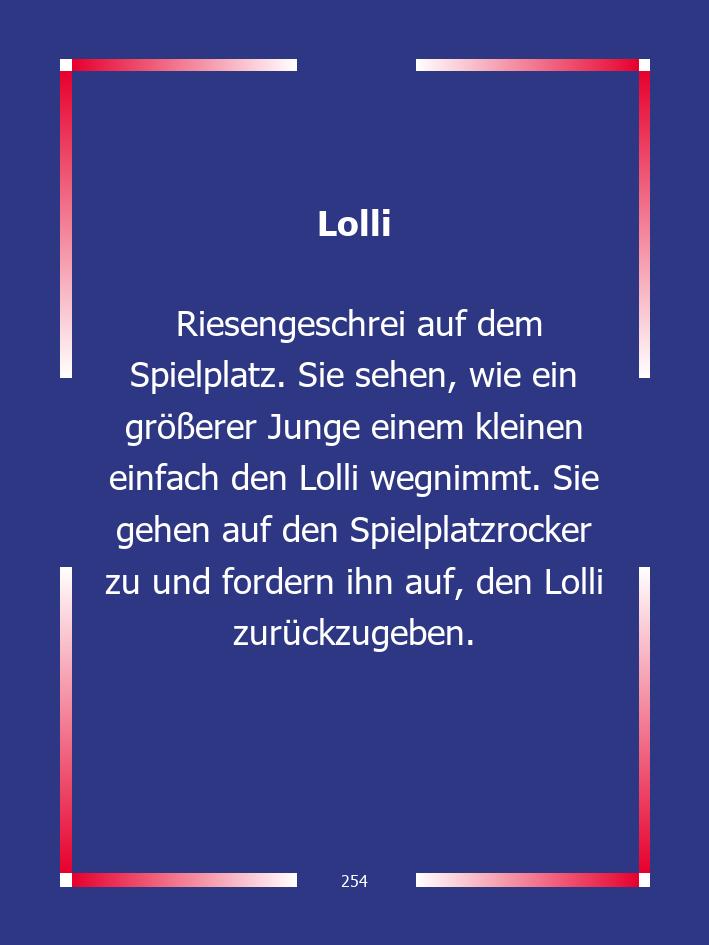 Lolli
Riesengeschrei auf dem
Spielplatz. Sie sehen, wie ein
größerer Junge einem kleinen
einfach den Lolli wegnimmt. Sie
gehen auf den Spielplatzrocker
zu und fordern ihn auf, den Lolli
zurückzugeben.
254